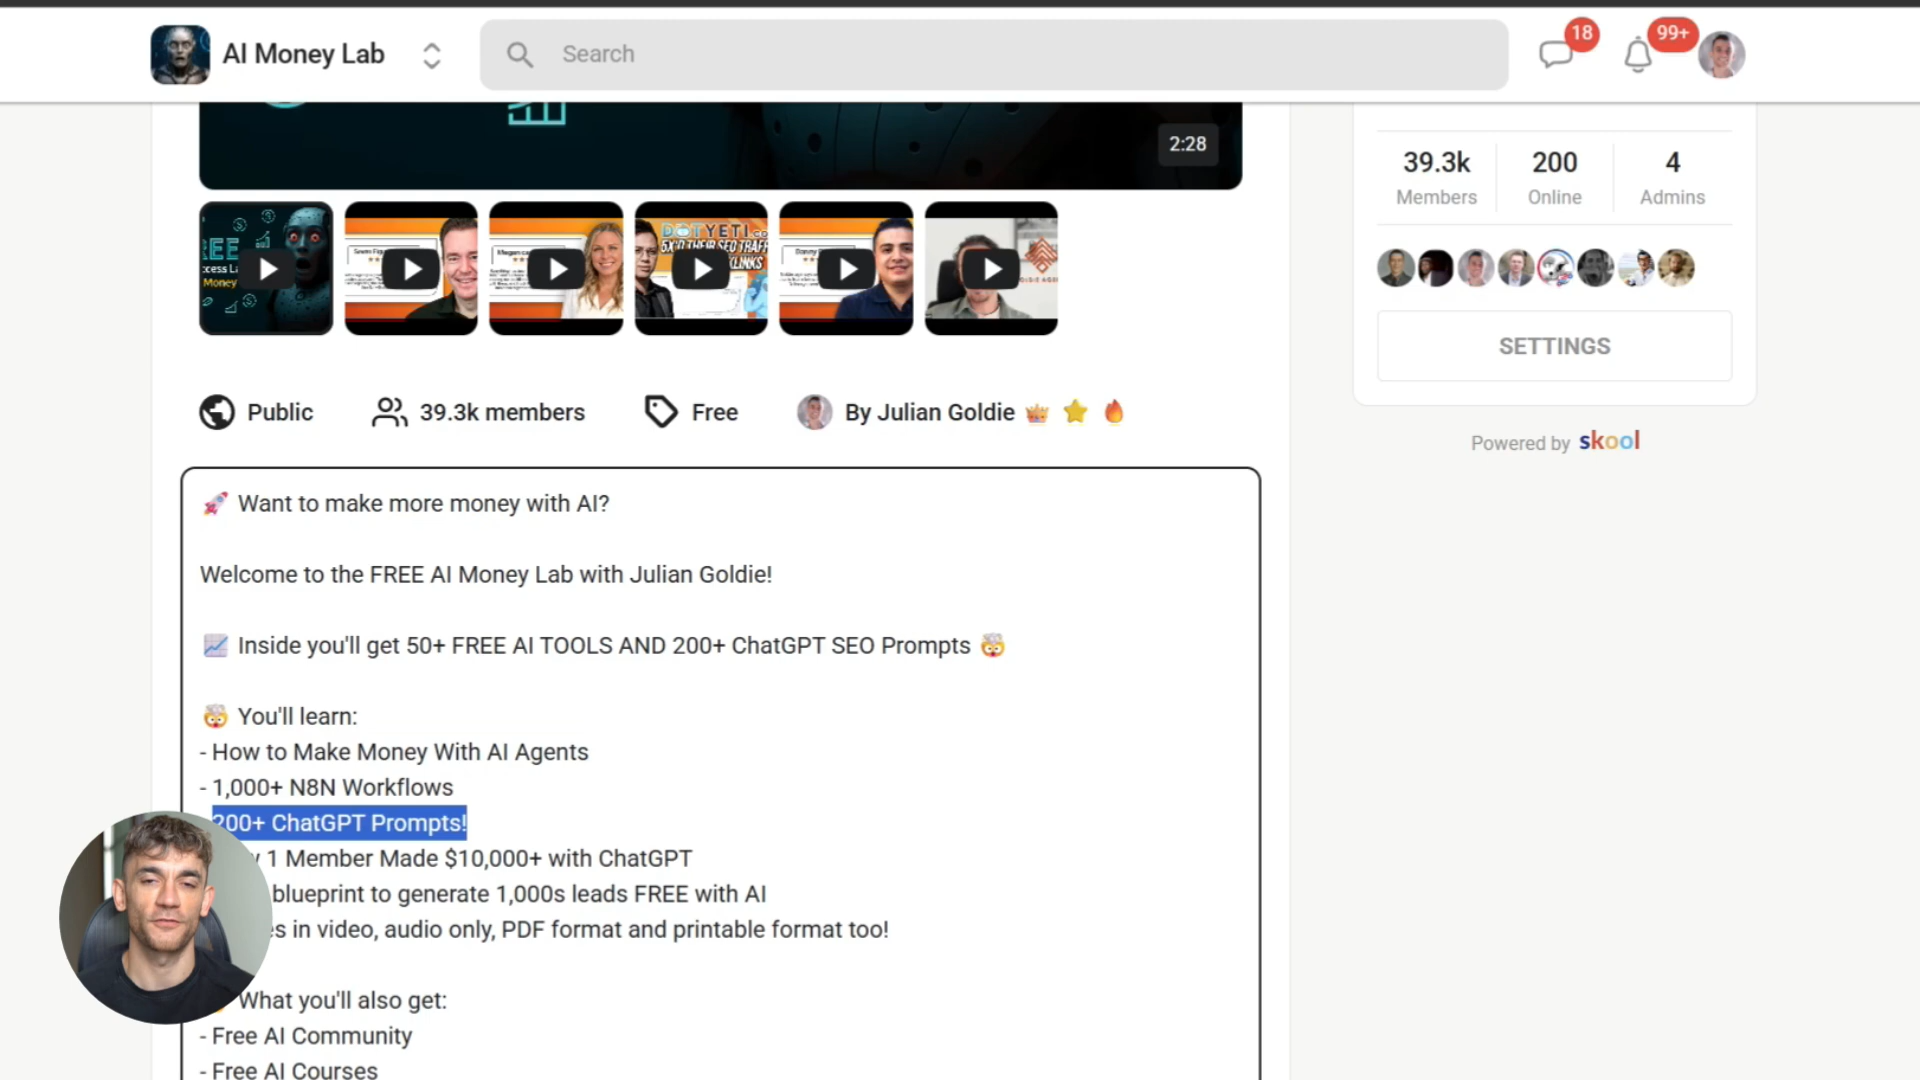 AI Money Lab
Search
18
99+
2:28
39.3k
Members
200
Online
4
Admins
SETTINGS
Powered by skool
Public
39.3k members
Free
By Julian Goldie
Want to make more money with AI?
Welcome to the FREE AI Money Lab with Julian Goldie!
Inside you'll get 50+ FREE AI TOOLS AND 200+ ChatGPT SEO Prompts
You'll learn:
- How to Make Money With AI Agents
- 1,000+ N8N Workflows
200+ ChatGPT Prompts!
1 Member Made $10,000+ with ChatGPT
blueprint to generate 1,000s leads FREE with AI
in video, audio only, PDF format and printable format too!
What you'll also get:
- Free AI Community
- Free AI Courses